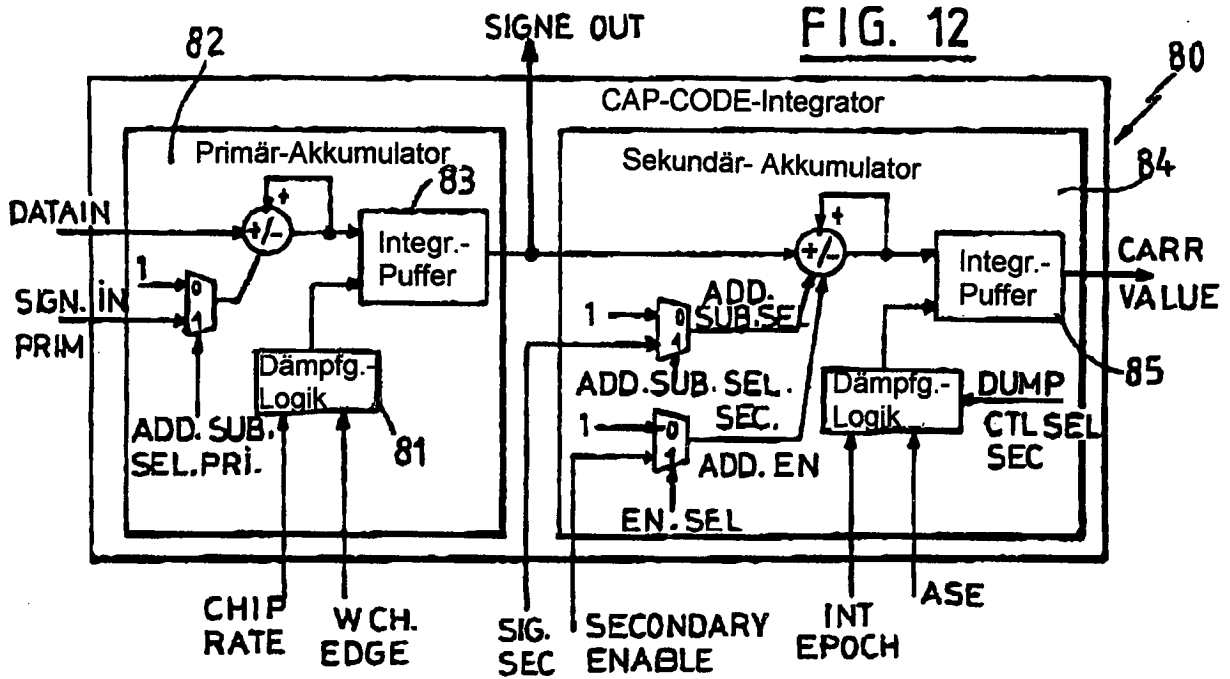 FIG. 12
SIGNE OUT
82
80
CAP-CODE-Integrator
Primär-Akkumulator
83
Sekundär- Akkumulator
84
DATAIN
+
+/-
Integr.-
Puffer
+
+/-
Integr.-
Puffer
CARR
VALUE
1
0
1
SIGN. IN
PRIM
ADD. SUB.
SEL. PRI.
Dämpfg.-
Logik
81
1
0
1
ADD.
SUB.SEL
ADD.SUB. SEL.
SEC.
1
0
1
ADD. EN
EN.SEL
Dämpfg.-
Logik
85
DUMP
CTL SEL
SEC
CHIP
RATE
W CH.
EDGE
SIG.
SEC
SECONDARY
ENABLE
INT
EPOCH
ASE